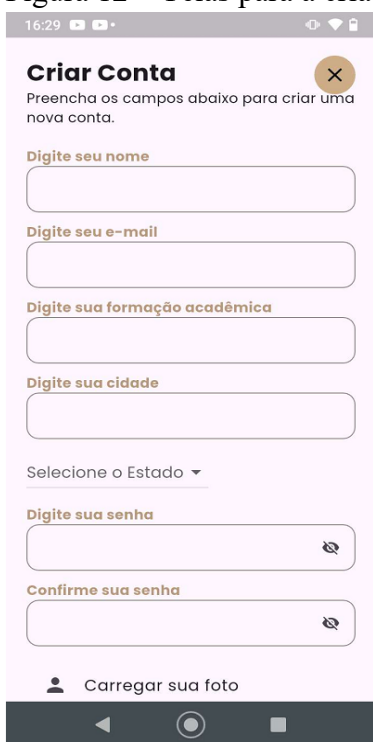 16:29
Criar Conta
Preencha os campos abaixo para criar uma
nova conta.
Digite seu nome
Digite seu e-mail
Digite sua formação acadêmica
Digite sua cidade
Selecione o Estado
Digite sua senha
Confirme sua senha
Carregar sua foto